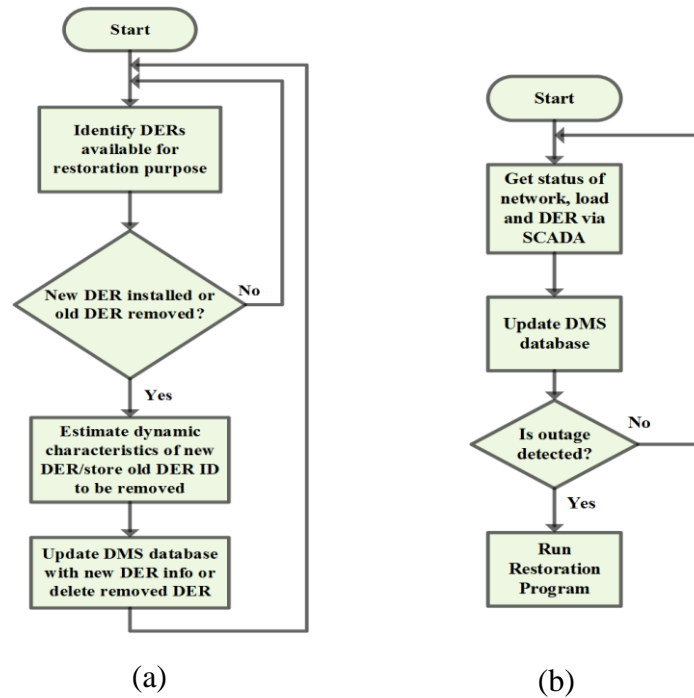 Start
Identify DERs
available for
restoration purpose
New DER installed or
old DER removed?
No
Yes
Estimate dynamic
characteristics of new
DER/store old DER ID
to be removed
Update DMS database
with new DER info or
delete removed DER
(a)
Start
Get status of
network, load
and DER via
SCADA
Update DMS
database
Is outage
detected?
No
Yes
Run
Restoration
Program
(b)